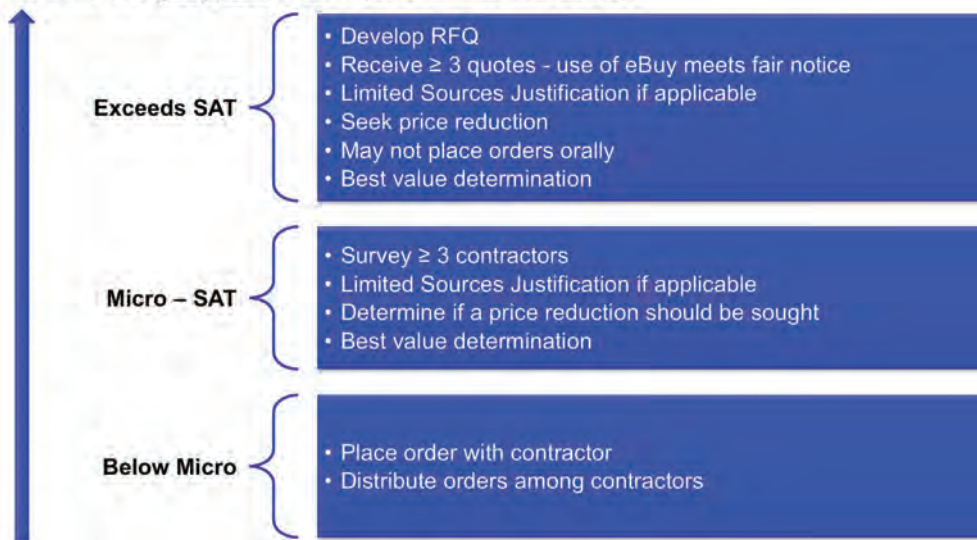 Exceeds SAT
• Develop RFQ
• Receive ≥ 3 quotes - use of eBuy meets fair notice
• Limited Sources Justification if applicable
• Seek price reduction
• May not place orders orally
• Best value determination
Micro – SAT
• Survey ≥ 3 contractors
• Limited Sources Justification if applicable
• Determine if a price reduction should be sought
• Best value determination
Below Micro
• Place order with contractor
• Distribute orders among contractors